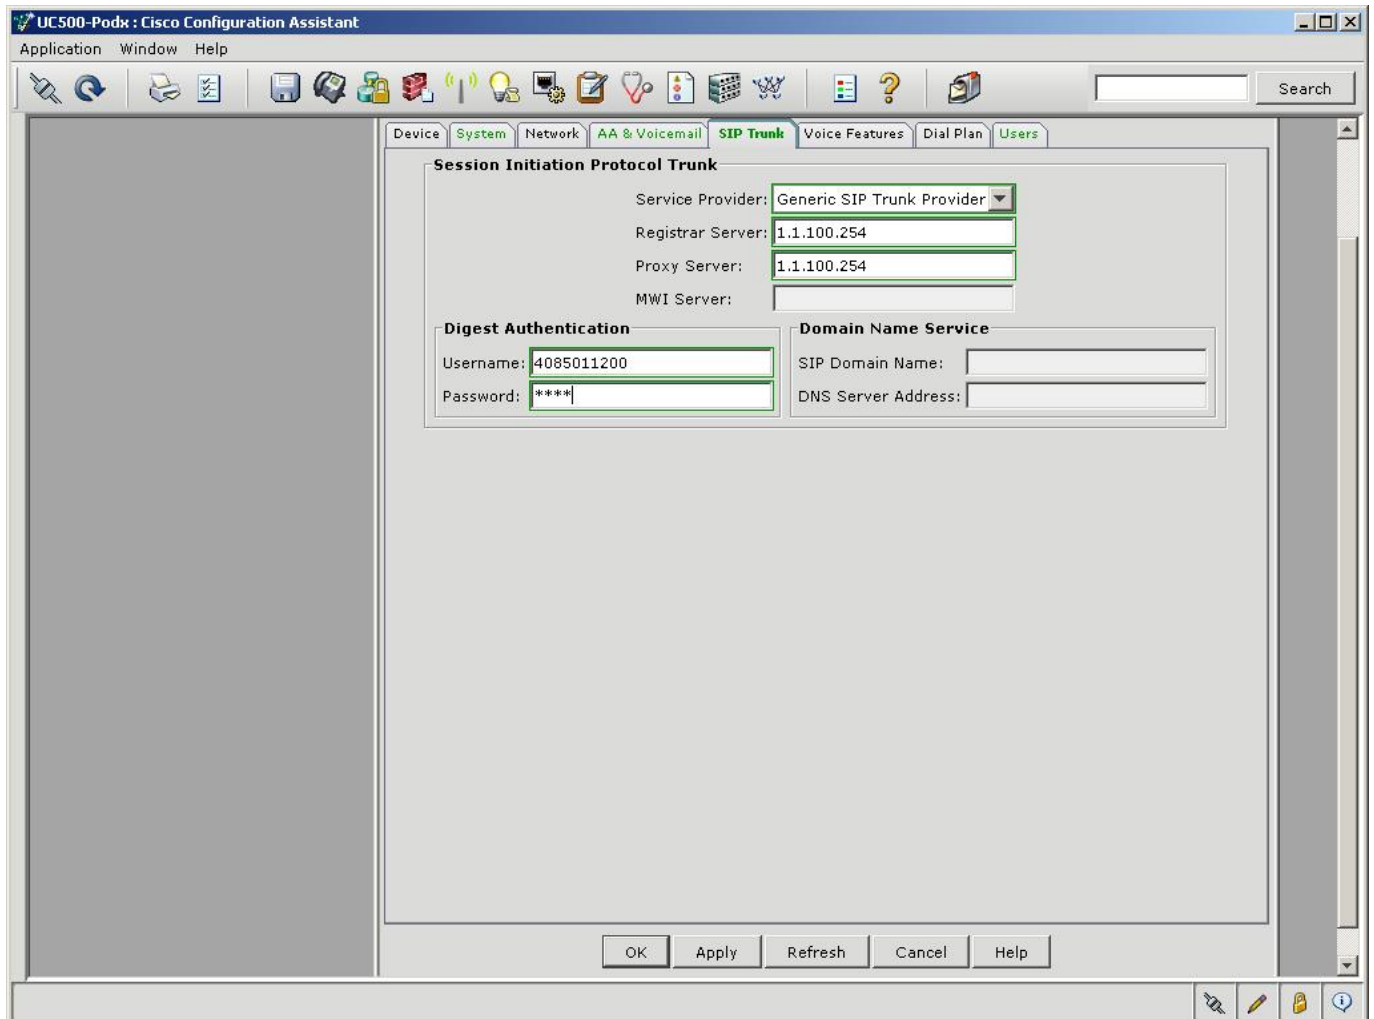 UC500-Podx : Cisco Configuration Assistant
Application Window Help
Search
Device System Network AA & Voicemail SIP Trunk Voice Features Dial Plan Users
Session Initiation Protocol Trunk
Service Provider: Generic SIP Trunk Provider
Registrar Server: 1.1.100.254
Proxy Server: 1.1.100.254
MWI Server:
Digest Authentication Domain Name Service
Username: 4085011200 SIP Domain Name:
Password: **** DNS Server Address:
OK Apply Refresh Cancel Help